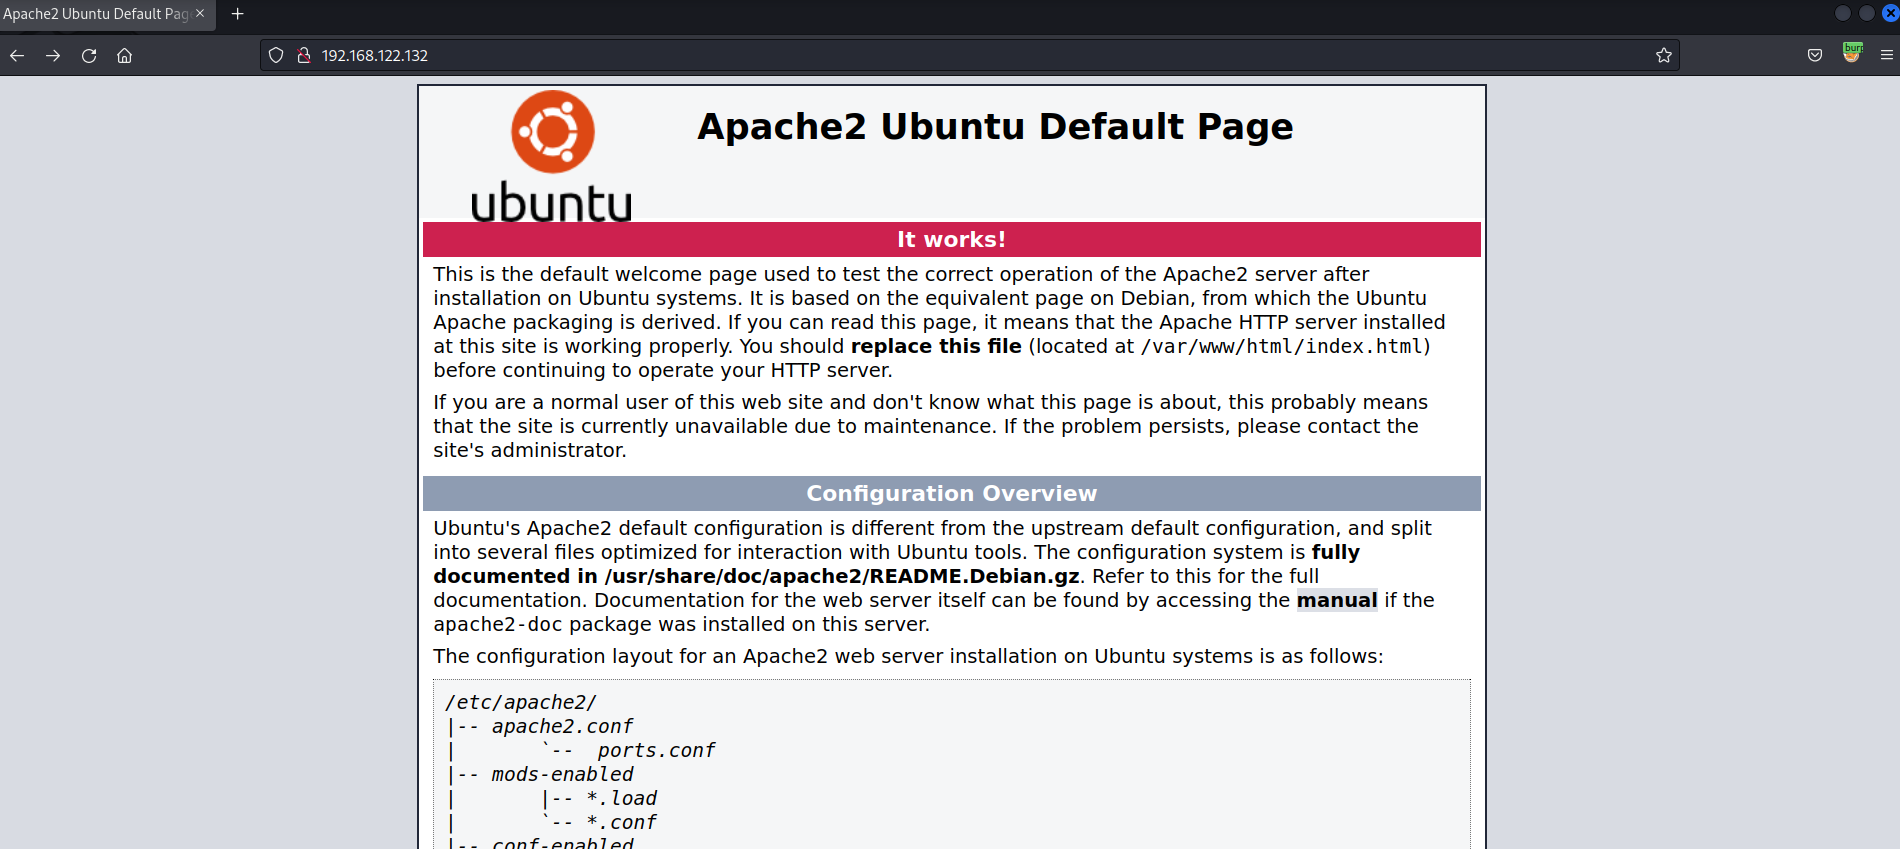 Apache2 Ubuntu Default Pag
192.168.122.132
burp
ubuntu
Apache2 Ubuntu Default Page
It works!
This is the default welcome page used to test the correct operation of the Apache2 server after
installation on Ubuntu systems. It is based on the equivalent page on Debian, from which the Ubuntu
Apache packaging is derived. If you can read this page, it means that the Apache HTTP server installed
at this site is working properly. You should replace this file (located at /var/www/html/index.html)
before continuing to operate your HTTP server.
If you are a normal user of this web site and don't know what this page is about, this probably means
that the site is currently unavailable due to maintenance. If the problem persists, please contact the
site's administrator.
Configuration Overview
Ubuntu's Apache2 default configuration is different from the upstream default configuration, and split
into several files optimized for interaction with Ubuntu tools. The configuration system is fully
documented in /usr/share/doc/apache2/README.Debian.gz. Refer to this for the full
documentation. Documentation for the web server itself can be found by accessing the manual if the
apache2-doc package was installed on this server.
The configuration layout for an Apache2 web server installation on Ubuntu systems is as follows:
/etc/apache2/
|-- apache2.conf
|       `--  ports.conf
|-- mods-enabled
|       |-- *.load
|       `-- *.conf
|-- conf-enabled